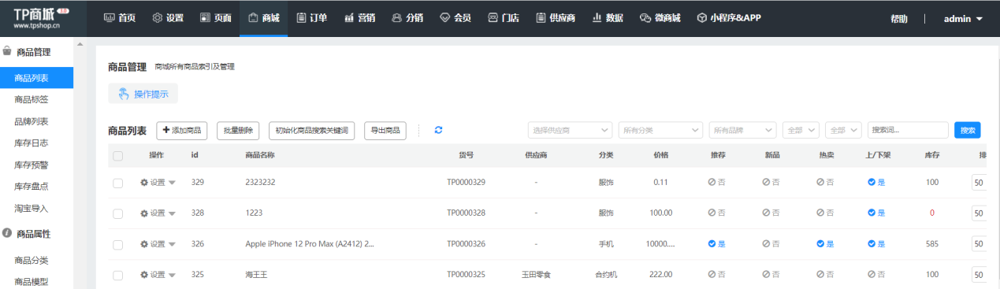 TP商城 3.0
www.tpshop.cn
首页 设置 页面 商城 订单 营销 分销 会员 门店 供应商 数据 微商城 小程序&APP 帮助 admin
商品管理
商品列表
商品标签
品牌列表
库存日志
库存预警
库存盘点
淘宝导入
商品属性
商品分类
商品模型
商品管理 商城所有商品索引及管理
操作提示
商品列表 添加商品 批量删除 初始化商品搜索关键词 导出商品 选择供应商 所有分类 所有品牌 全部 全部 搜索词... 搜索
操作 id 商品名称 货号 供应商 分类 价格 推荐 新品 热卖 上/下架 库存 排
设置 329 2323232 TP0000329 - 服饰 0.11 否 否 否 是 100 50
设置 328 1223 TP0000328 - 服饰 100.00 否 否 否 是 0 50
设置 326 Apple iPhone 12 Pro Max (A2412) 2... TP0000326 - 手机 10000.... 是 否 是 是 585 50
设置 325 海王王 TP0000325 玉田零食 合约机 222.00 否 否 否 否 100 50